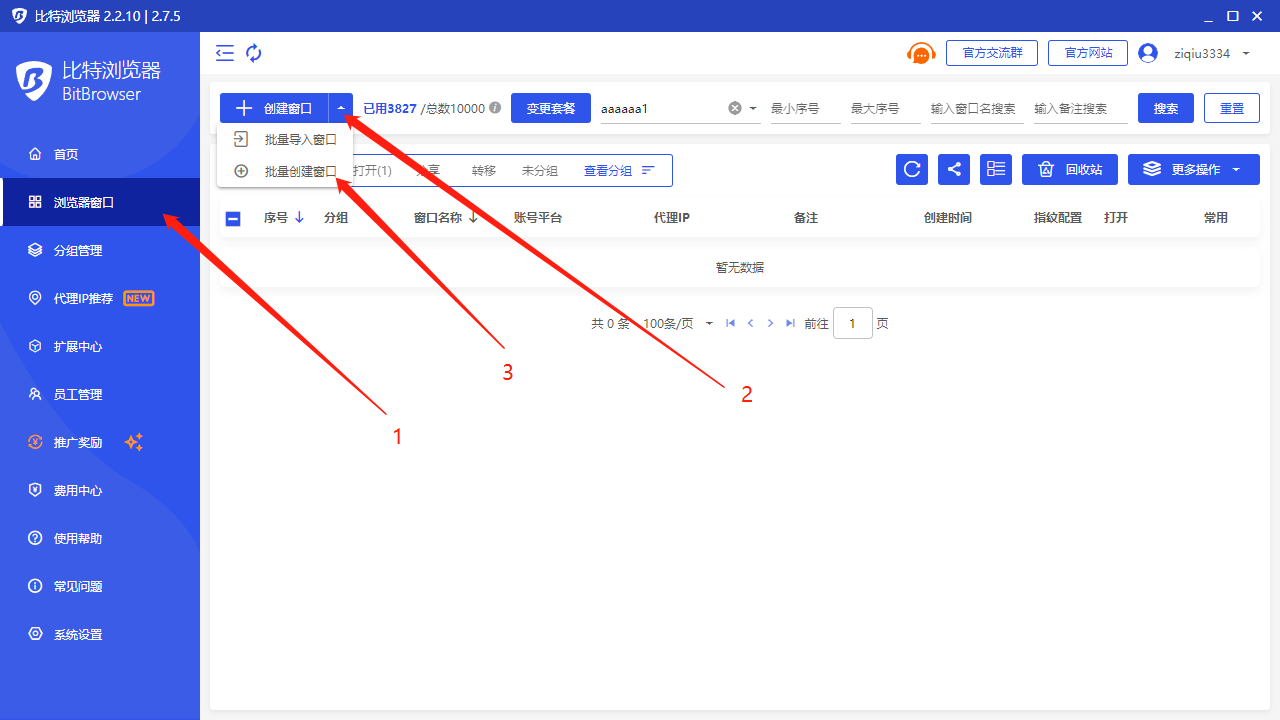 比特浏览器 2.2.10 | 2.7.5
官方交流群 官方网站 ziqiu3334
比特浏览器
BitBrowser
创建窗口 已用3827 /总数10000 变更套餐 aaaaaa1 最小序号 最大序号 输入窗口名搜索 输入备注搜索 搜索 重置
批量导入窗口
批量创建窗口
打开(1) 分享 转移 未分组 查看分组 回收站 更多操作
序号 分组 窗口名称 账号平台 代理IP 备注 创建时间 指纹配置 打开 常用
暂无数据
共 0 条 100条/页 前往 1 页
首页
浏览器窗口
分组管理
代理IP推荐 NEW
扩展中心
员工管理
推广奖励
费用中心
使用帮助
常见问题
系统设置
1
2
3